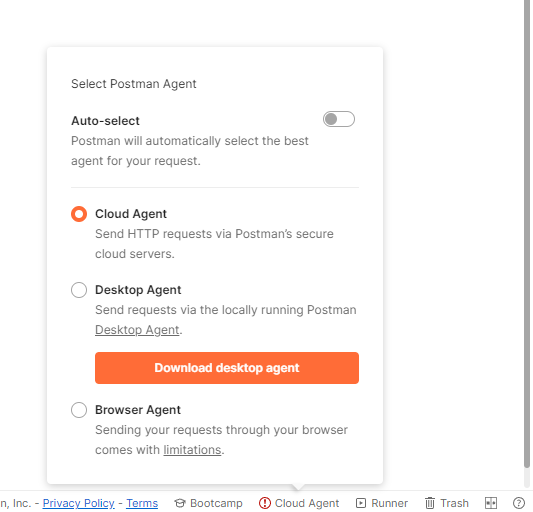 Select Postman Agent
Auto-select
Postman will automatically select the best
agent for your request.
Cloud Agent
Send HTTP requests via Postman's secure
cloud servers.
Desktop Agent
Send requests via the locally running Postman
Desktop Agent.
Download desktop agent
Browser Agent
Sending your requests through your browser
comes with limitations.
n, Inc. - Privacy Policy - Terms Bootcamp Cloud Agent Runner Trash